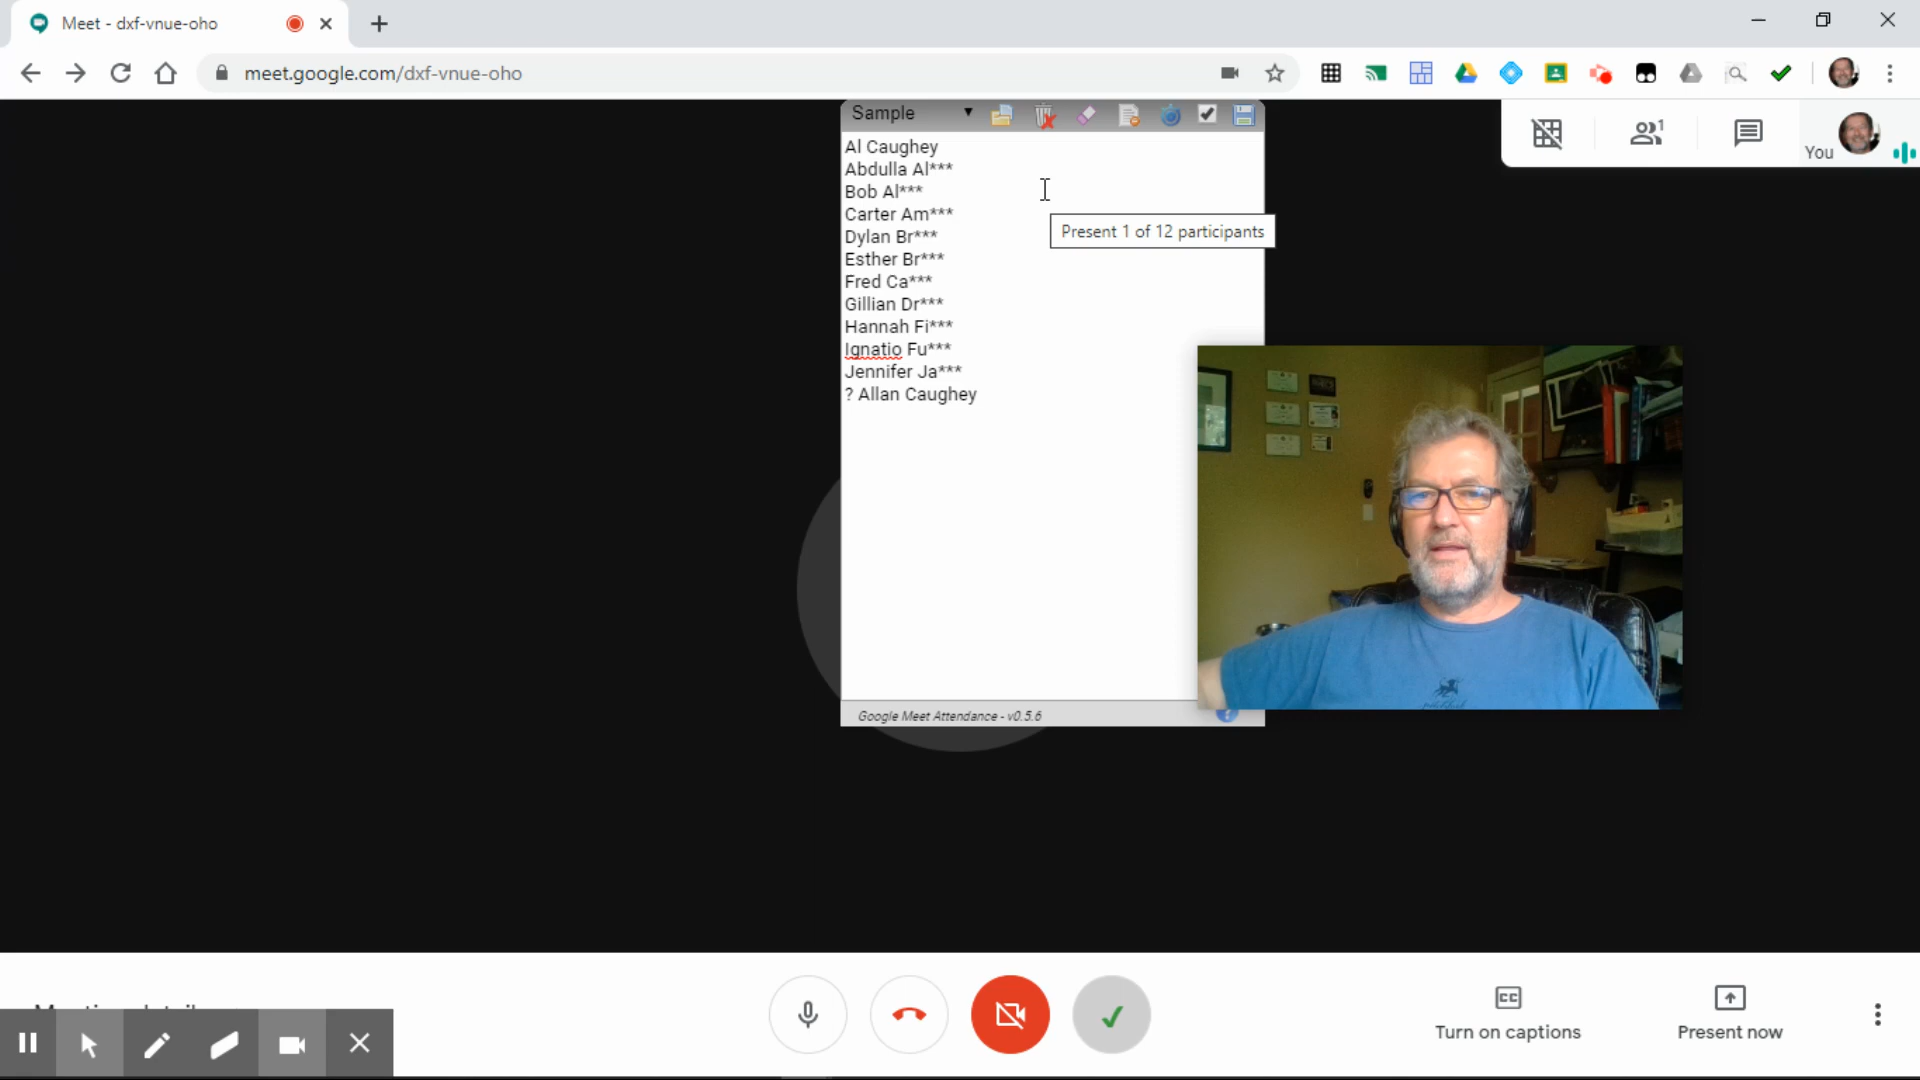 Meet - dxf-vnue-oho
meet.google.com/dxf-vnue-oho
Sample
1
You
Al Caughey
Abdulla Al***
Bob Al***
Carter Am***
Dylan Br***
Esther Br***
Fred Ca***
Gillian Dr***
Hannah Fi***
Ignatio Fu***
Jennifer Ja***
? Allan Caughey
Present 1 of 12 participants
Google Meet Attendance - v0.5.6
?
CC
Turn on captions
Present now